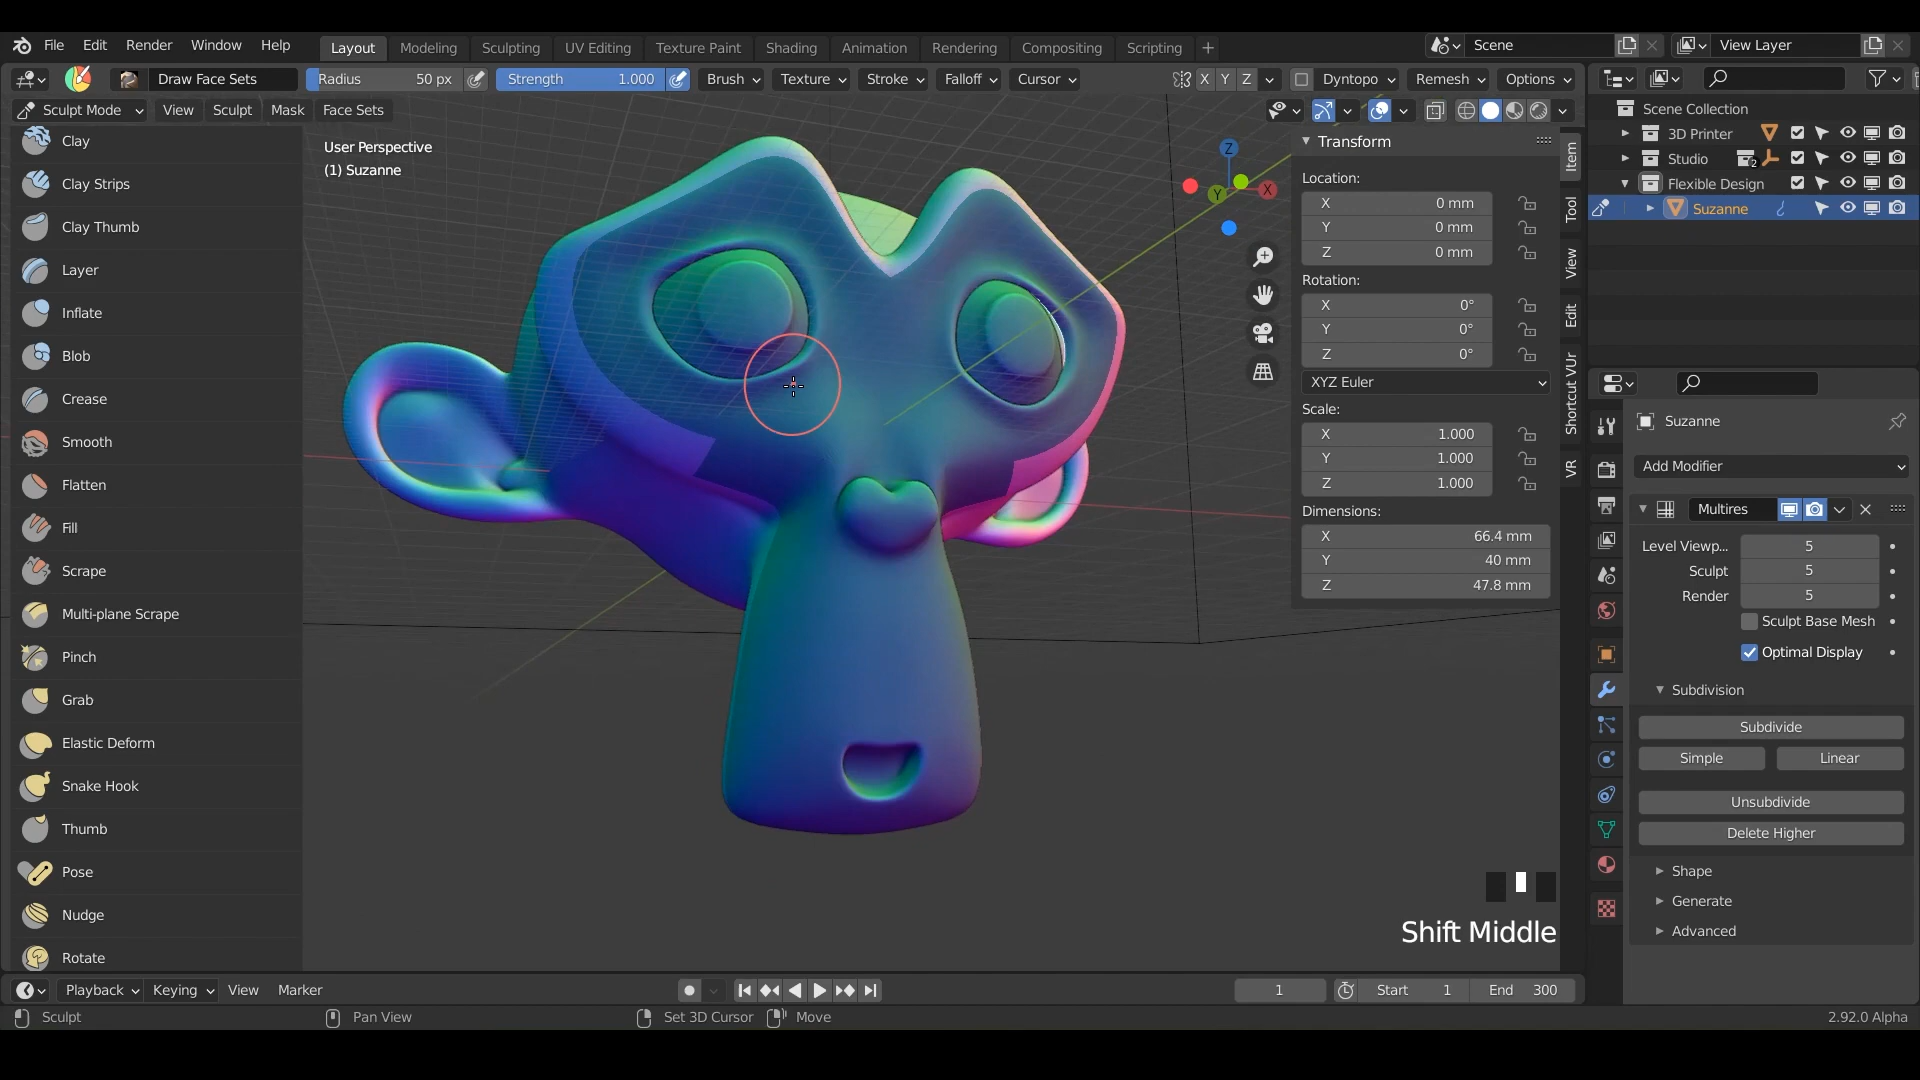 File Edit Render Window Help Layout Modeling Sculpting UV Editing Texture Paint Shading Animation Rendering Compositing Scripting + Scene View Layer
Draw Face Sets Radius 50 px Strength 1.000 Brush Texture Stroke Falloff Cursor X Y Z Dyntopo Remesh Options
Sculpt Mode View Sculpt Mask Face Sets
Clay
Clay Strips
Clay Thumb
Layer
Inflate
Blob
Crease
Smooth
Flatten
Fill
Scrape
Multi-plane Scrape
Pinch
Grab
Elastic Deform
Snake Hook
Thumb
Pose
Nudge
Rotate
User Perspective
(1) Suzanne
Z
X
Y
Transform
Location:
X 0 mm
Y 0 mm
Z 0 mm
Rotation:
X 0°
Y 0°
Z 0°
XYZ Euler
Scale:
X 1.000
Y 1.000
Z 1.000
Dimensions:
X 66.4 mm
Y 40 mm
Z 47.8 mm
Item
Tool
View
Edit
Shortcut VUr
VR
Shift Middle
Scene Collection
3D Printer
Studio 2
Flexible Design
Suzanne
Suzanne
Add Modifier
Multires
Level Viewp... 5
Sculpt 5
Render 5
Sculpt Base Mesh
Optimal Display
Subdivision
Subdivide
Simple Linear
Unsubdivide
Delete Higher
Shape
Generate
Advanced
Playback Keying View Marker 1 Start 1 End 300
Sculpt Pan View Set 3D Cursor Move 2.92.0 Alpha